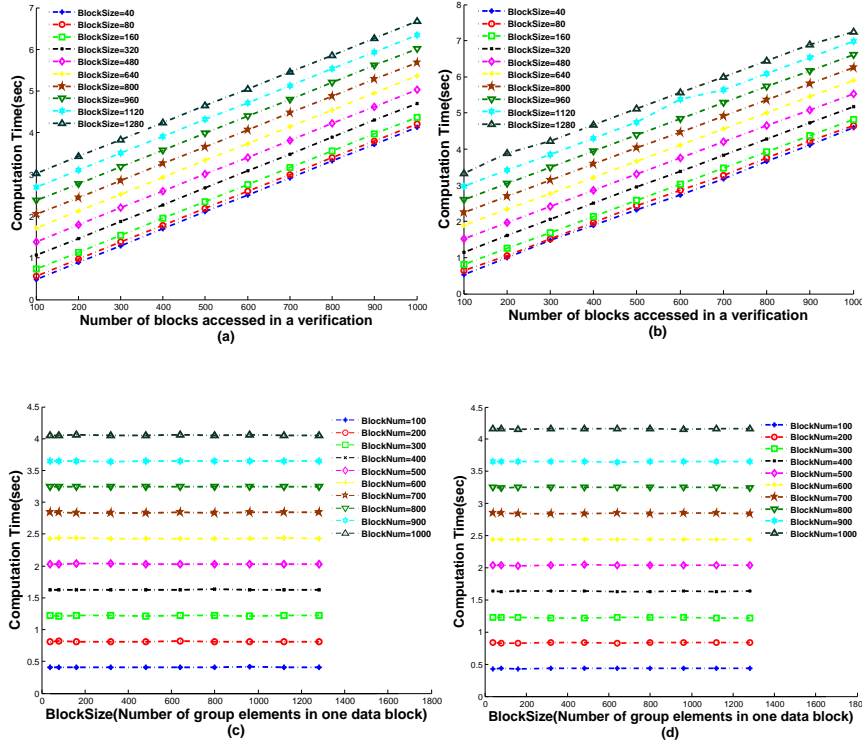 7
6
5
4
3
2
1
0
Computation Time(sec)
BlockSize=40
BlockSize=80
BlockSize=160
BlockSize=320
BlockSize=480
BlockSize=640
BlockSize=800
BlockSize=960
BlockSize=1120
BlockSize=1280
100 200 300 400 500 600 700 800 900 1000
Number of blocks accessed in a verification
(a)
8
7
6
5
4
3
2
1
0
Computation Time(sec)
BlockSize=40
BlockSize=80
BlockSize=160
BlockSize=320
BlockSize=480
BlockSize=640
BlockSize=800
BlockSize=960
BlockSize=1120
BlockSize=1280
100 200 300 400 500 600 700 800 900 1000
Number of blocks accessed in a verification
(b)
4.5
4
3.5
3
2.5
2
1.5
1
0.5
0
Computation Time(sec)
BlockNum=100
BlockNum=200
BlockNum=300
BlockNum=400
BlockNum=500
BlockNum=600
BlockNum=700
BlockNum=800
BlockNum=900
BlockNum=1000
0 200 400 600 800 1000 1200 1400 1600 1800
BlockSize(Number of group elements in one data block)
(c)
4.5
4
3.5
3
2.5
2
1.5
1
0.5
0
Computation Time(sec)
BlockNum=100
BlockNum=200
BlockNum=300
BlockNum=400
BlockNum=500
BlockNum=600
BlockNum=700
BlockNum=800
BlockNum=900
BlockNum=1000
0 200 400 600 800 1000 1200 1400 1600 180
BlockSize(Number of group elements in one data block)
(d)